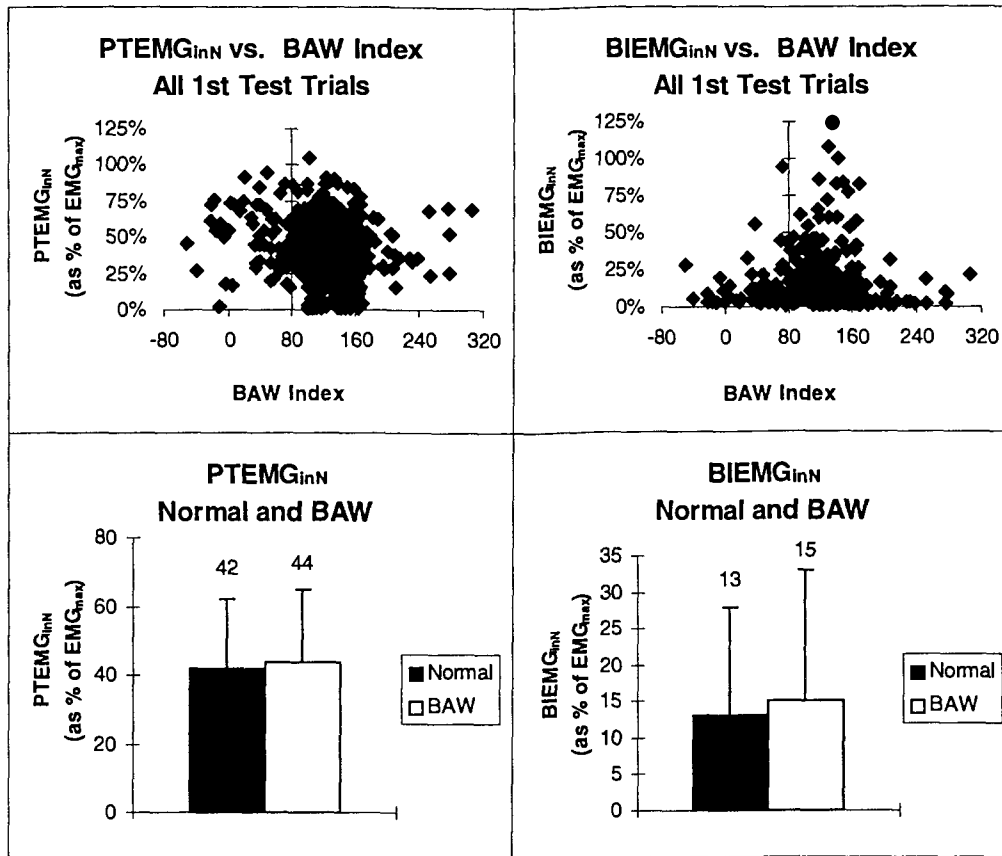 PTEMGinN vs. BAW Index
All 1st Test Trials
PTEMGinN
(as % of EMGmax)
125%
100%
75%
50%
25%
0%
-80 0 80 160 240 320
BAW Index
BIEMGinN vs. BAW Index
All 1st Test Trials
BIEMGinN
(as % of EMGmax)
125%
100%
75%
50%
25%
0%
-80 0 80 160 240 320
BAW Index
PTEMGinN
Normal and BAW
PTEMGinN
(as % of EMGmax)
80
60
40
20
0
42 44
Normal
BAW
BIEMGinN
Normal and BAW
BIEMGinN
(as % of EMGmax)
35
30
25
20
15
10
5
0
13 15
Normal
BAW